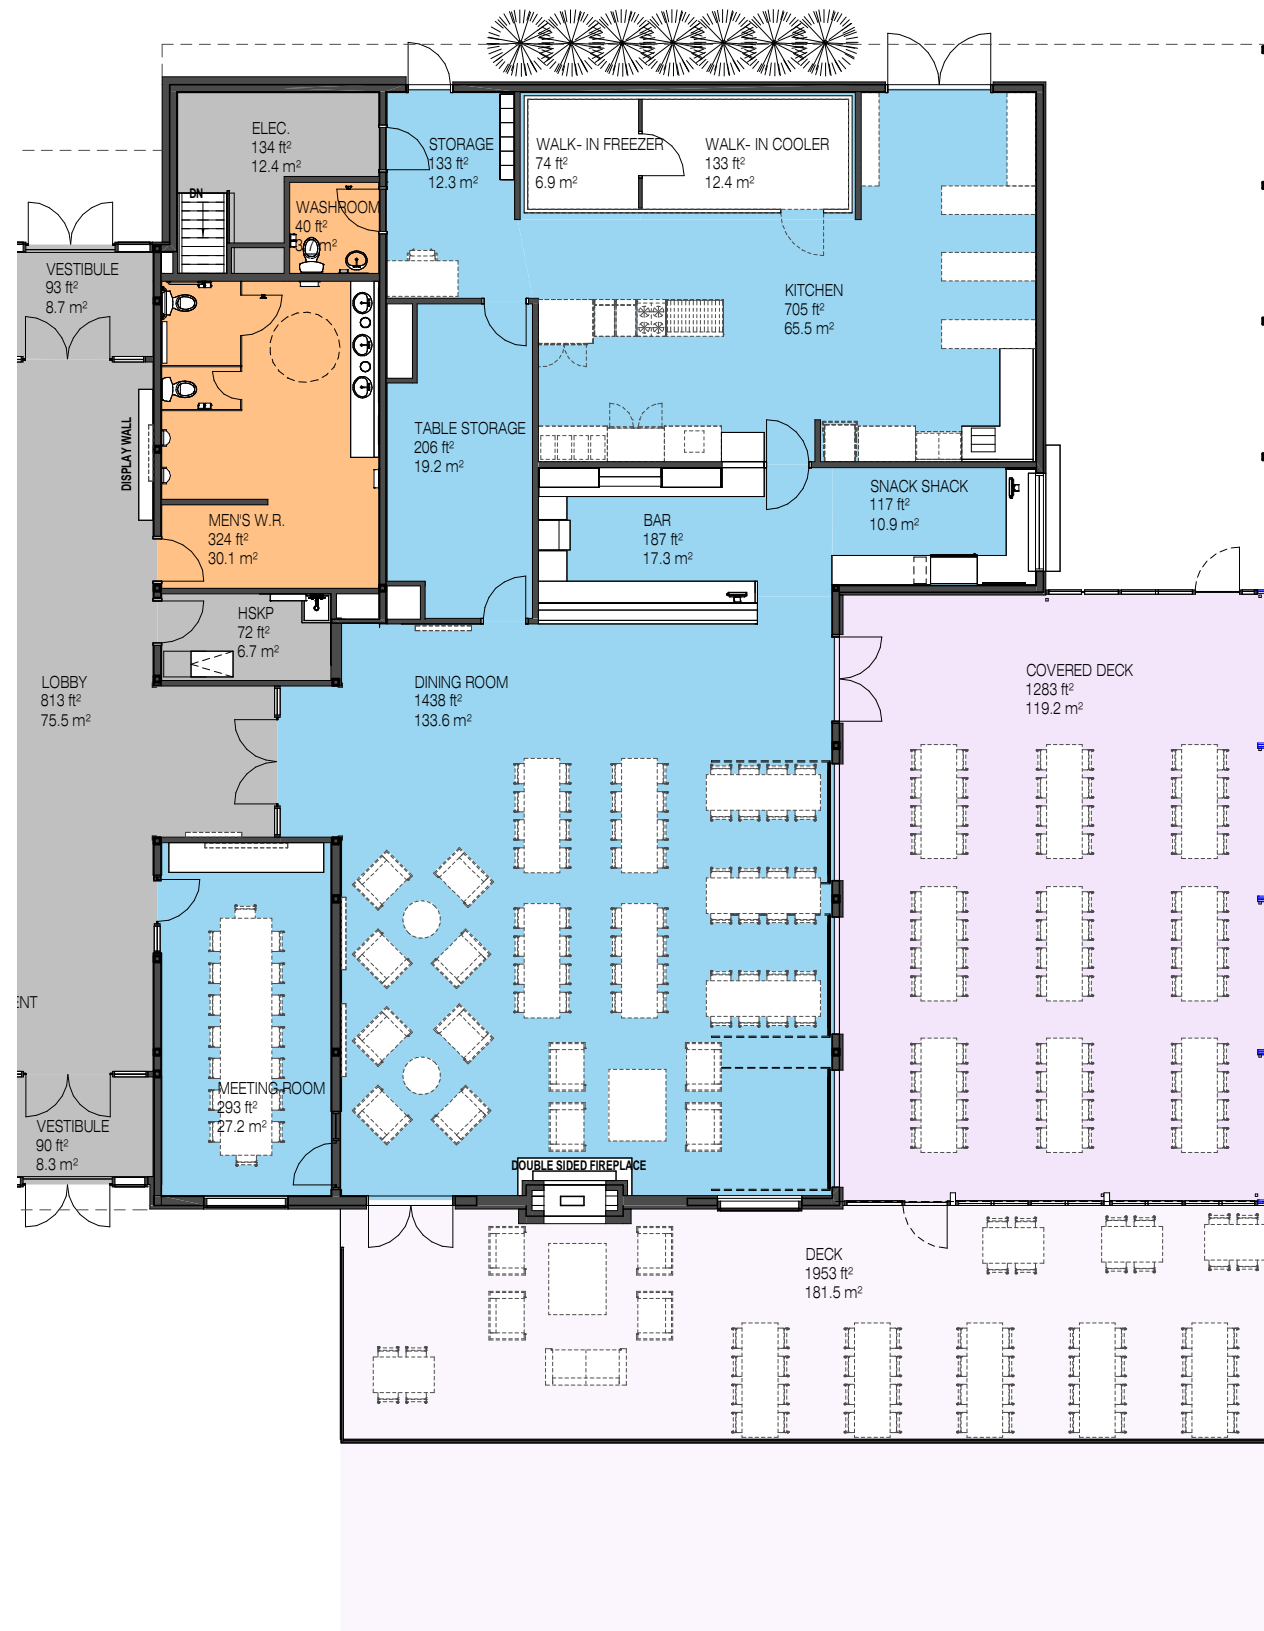 ELEC.
134 ft²
12.4 m²
STORAGE
133 ft²
12.3 m²
WALK- IN FREEZER
74 ft²
6.9 m²
WALK- IN COOLER
133 ft²
12.4 m²
DN
WASHROOM
40 ft²
3.7 m²
VESTIBULE
93 ft²
8.7 m²
KITCHEN
705 ft²
65.5 m²
DISPLAY WALL
TABLE STORAGE
206 ft²
19.2 m²
SNACK SHACK
117 ft²
10.9 m²
MEN'S W.R.
324 ft²
30.1 m²
BAR
187 ft²
17.3 m²
HSKP
72 ft²
6.7 m²
LOBBY
813 ft²
75.5 m²
DINING ROOM
1438 ft²
133.6 m²
COVERED DECK
1283 ft²
119.2 m²
ENT
MEETING ROOM
293 ft²
27.2 m²
VESTIBULE
90 ft²
8.3 m²
DOUBLE SIDED FIREPLACE
DECK
1953 ft²
181.5 m²